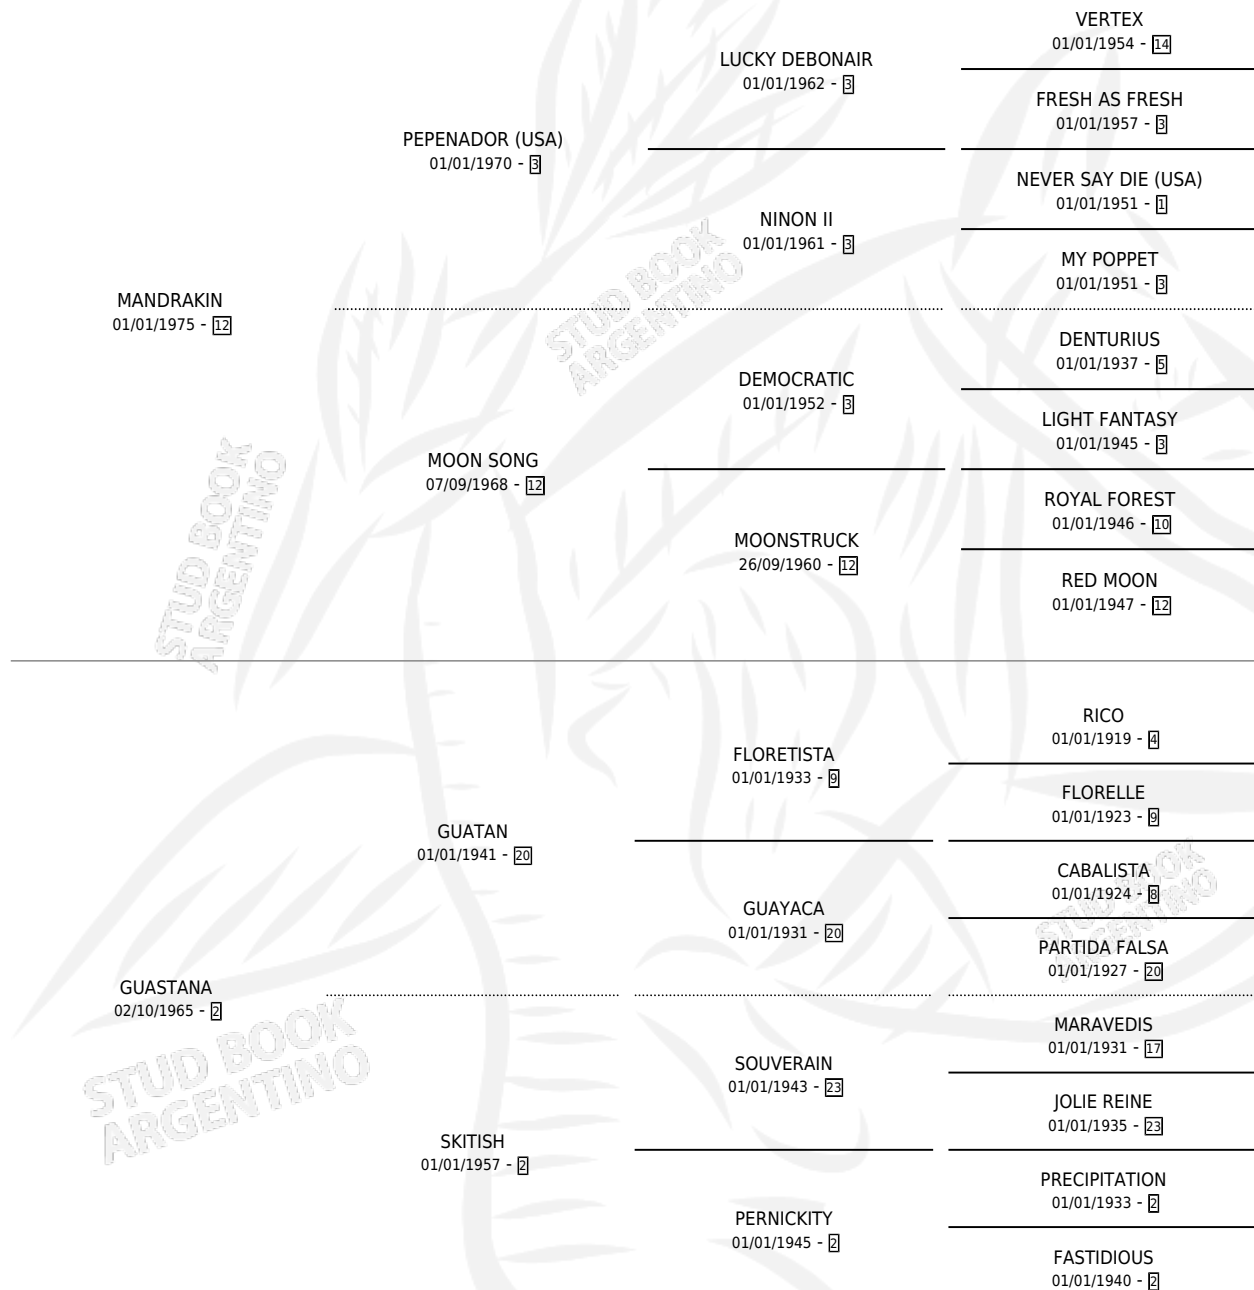 VERTEX
01/01/1954 - 14
LUCKY DEBONAIR
01/01/1962 - 3
FRESH AS FRESH
01/01/1957 - 3
PEPENADOR (USA)
01/01/1970 - 3
NEVER SAY DIE (USA)
01/01/1951 - 1
NINON II
01/01/1961 - 3
MY POPPET
01/01/1951 - 3
MANDRAKIN
01/01/1975 - 12
DENTURIUS
01/01/1937 - 5
DEMOCRATIC
01/01/1952 - 3
LIGHT FANTASY
01/01/1945 - 3
MOON SONG
07/09/1968 - 12
ROYAL FOREST
01/01/1946 - 10
MOONSTRUCK
26/09/1960 - 12
RED MOON
01/01/1947 - 12
RICO
01/01/1919 - 4
FLORETISTA
01/01/1933 - 9
FLORELLE
01/01/1923 - 9
GUATAN
01/01/1941 - 20
CABALISTA
01/01/1924 - 8
GUAYACA
01/01/1931 - 20
PARTIDA FALSA
01/01/1927 - 20
GUASTANA
02/10/1965 - 2
MARAVEDIS
01/01/1931 - 17
SOUVERAIN
01/01/1943 - 23
JOLIE REINE
01/01/1935 - 23
SKITISH
01/01/1957 - 2
PRECIPITATION
01/01/1933 - 2
PERNICKITY
01/01/1945 - 2
FASTIDIOUS
01/01/1940 - 2
STUD BOOK
ARGENTINO
STUD BOOK
ARGENTINO
STUD BOOK
ARGENTINO
STUD BOOK
ARGENTINO